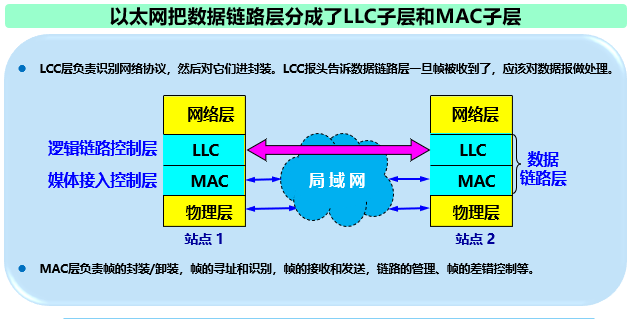 以太网把数据链路层分成了LLC子层和MAC子层
LCC层负责识别网络协议，然后对它们进封装。LCC报头告诉数据链路层一旦帧被收到了，应该对数据报做处理。
网络层 网络层
逻辑链路控制层 LLC LLC 数据
媒体接入控制层 MAC 局域网 MAC 链路层
物理层 物理层
站点 1 站点 2
MAC层负责帧的封装/卸装，帧的寻址和识别，帧的接收和发送，链路的管理、帧的差错控制等。